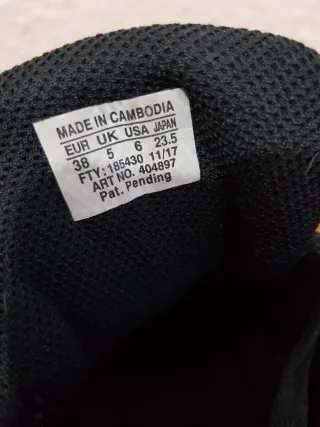 MADE IN CAMBODIA
EUR UK USA JAPAN
38 5 6 23.5
FTY: 185430 11/17
ART NO. 404897
Pat. Pending